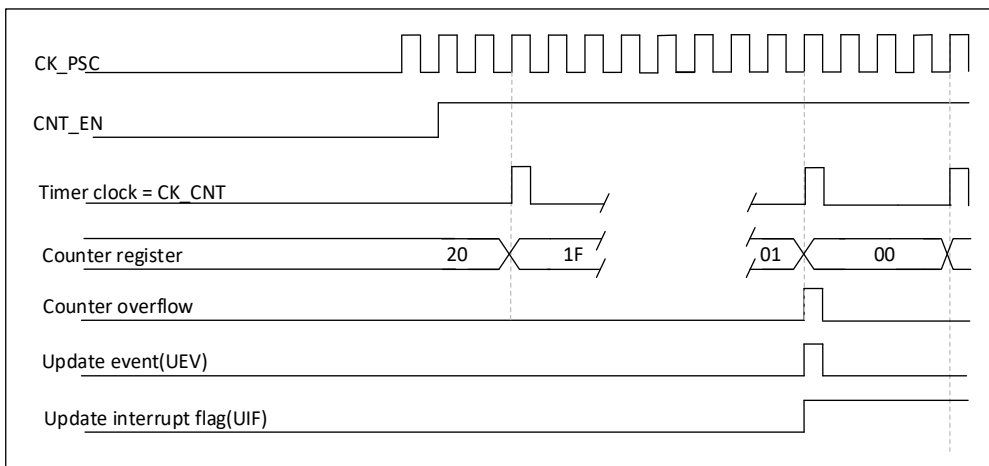 CK_PSC
CNT_EN
Timer clock = CK_CNT
Counter register 20 1F 01 00
Counter overflow
Update event(UEV)
Update interrupt flag(UIF)